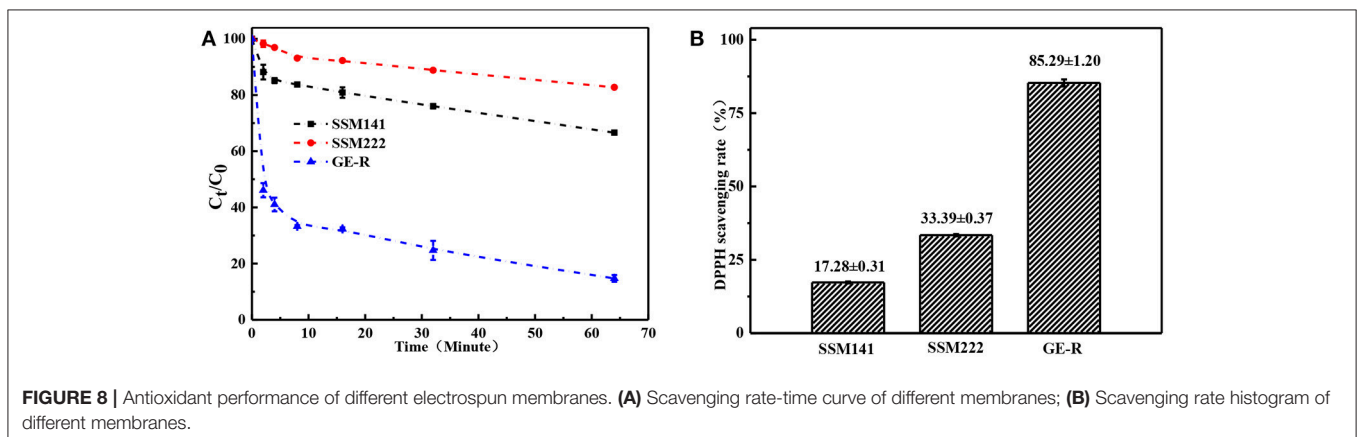 A
100
80
60
40
20
0
Ct/C0
SSM141
SSM222
GE-R
0 10 20 30 40 50 60 70
Time（Minute）
B
100
75
50
25
0
DPPH scavenging rate（%）
17.28±0.31
33.39±0.37
85.29±1.20
SSM141 SSM222 GE-R
FIGURE 8 | Antioxidant performance of different electrospun membranes. (A) Scavenging rate-time curve of different membranes; (B) Scavenging rate histogram of
different membranes.